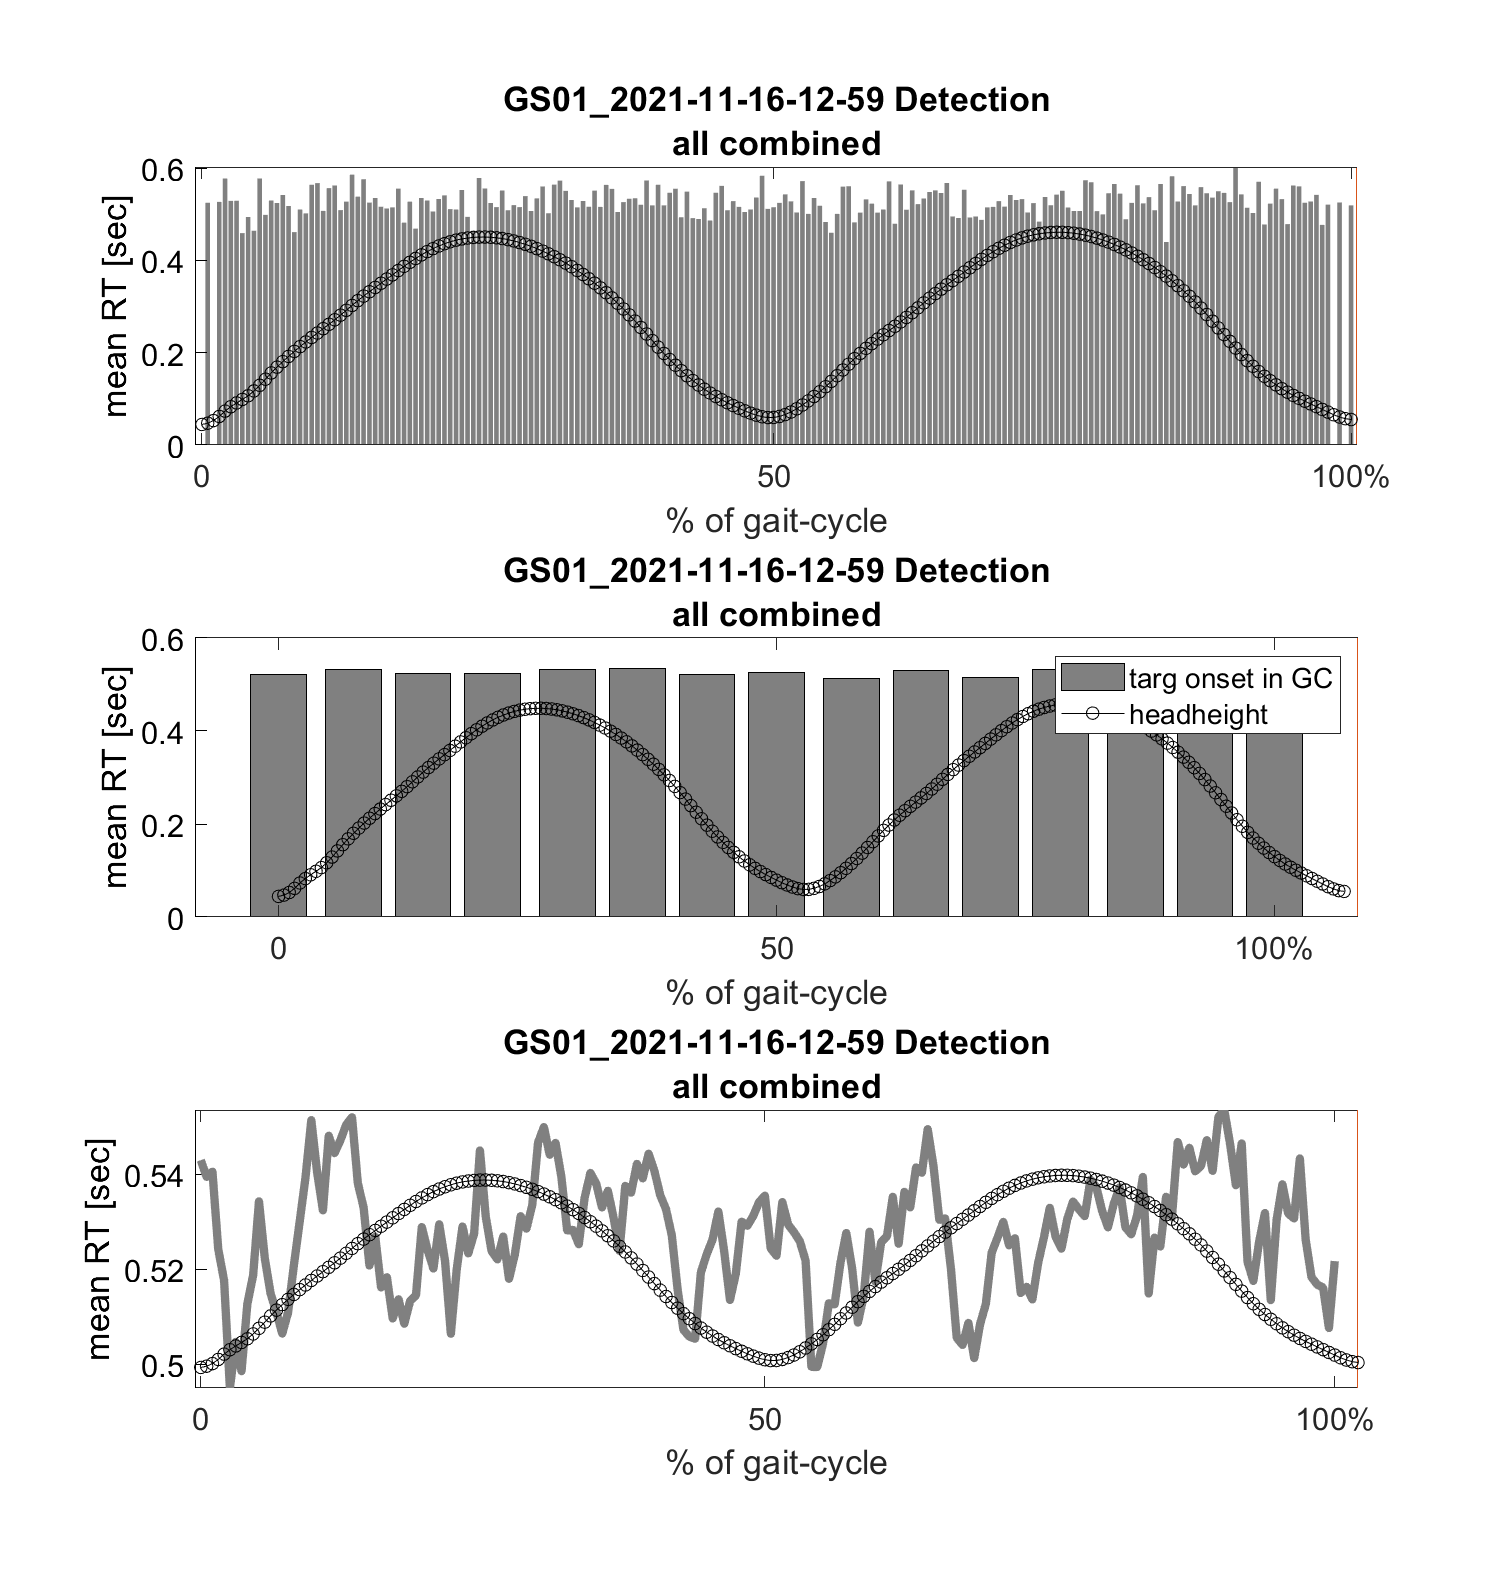 GS01_2021-11-16-12-59 Detection
all combined
0.6
0.4
0.2
0
mean RT [sec]
0 50 100%
% of gait-cycle
GS01_2021-11-16-12-59 Detection
all combined
0.6
0.4
0.2
0
mean RT [sec]
targ onset in GC
headheight
0 50 100%
% of gait-cycle
GS01_2021-11-16-12-59 Detection
all combined
0.54
0.52
0.5
mean RT [sec]
0 50 100%
% of gait-cycle